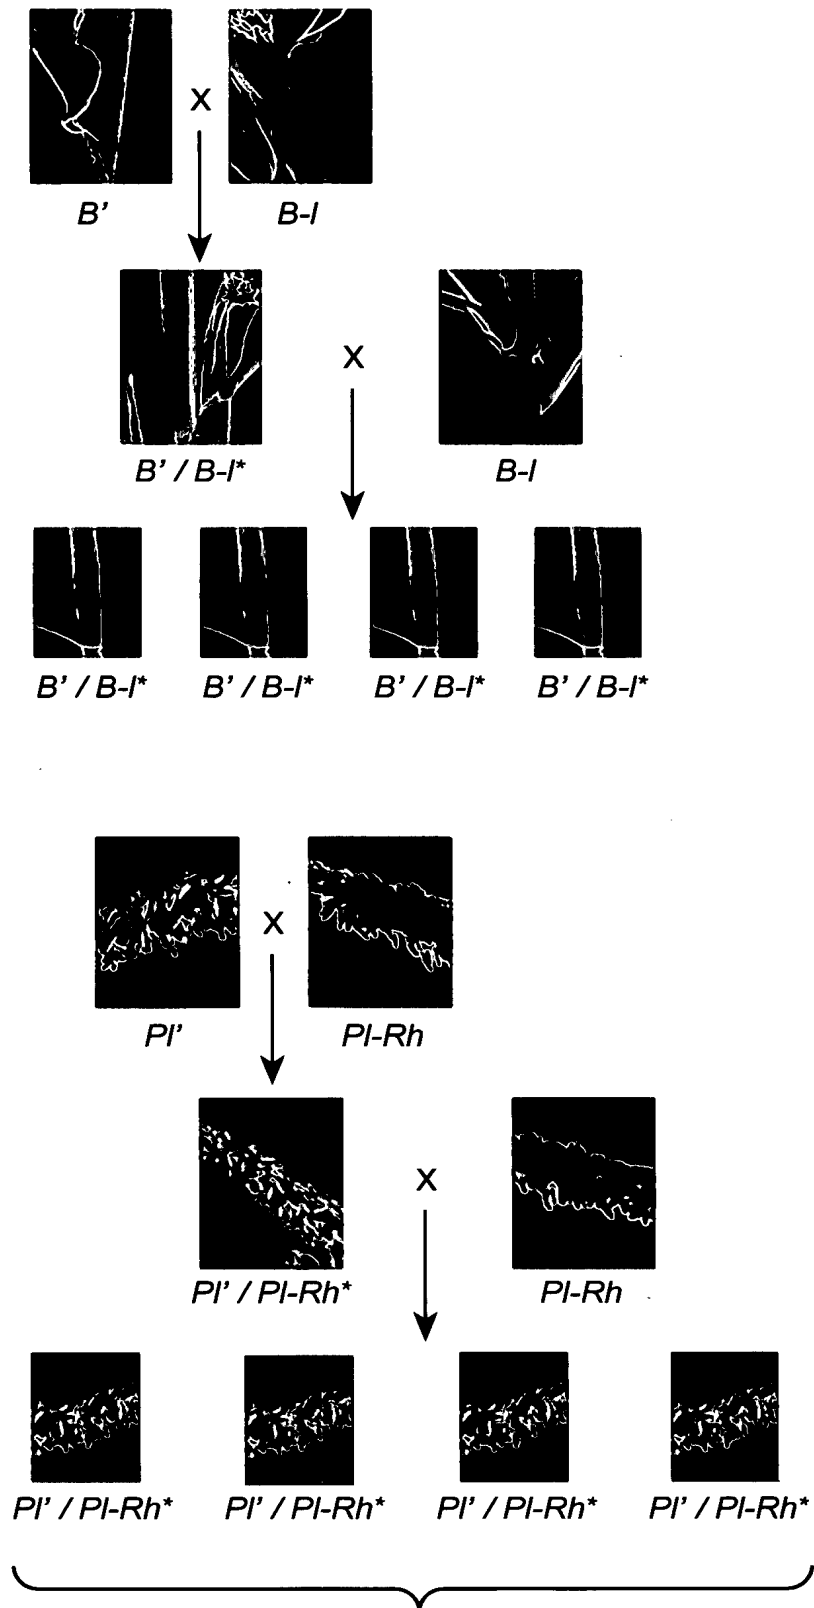 X
B' B-I
X
B' / B-I* B-I
B' / B-I* B' / B-I* B' / B-I* B' / B-I*
X
Pl' Pl-Rh
X
Pl' / Pl-Rh* Pl-Rh
Pl' / Pl-Rh* Pl' / Pl-Rh* Pl' / Pl-Rh* Pl' / Pl-Rh*